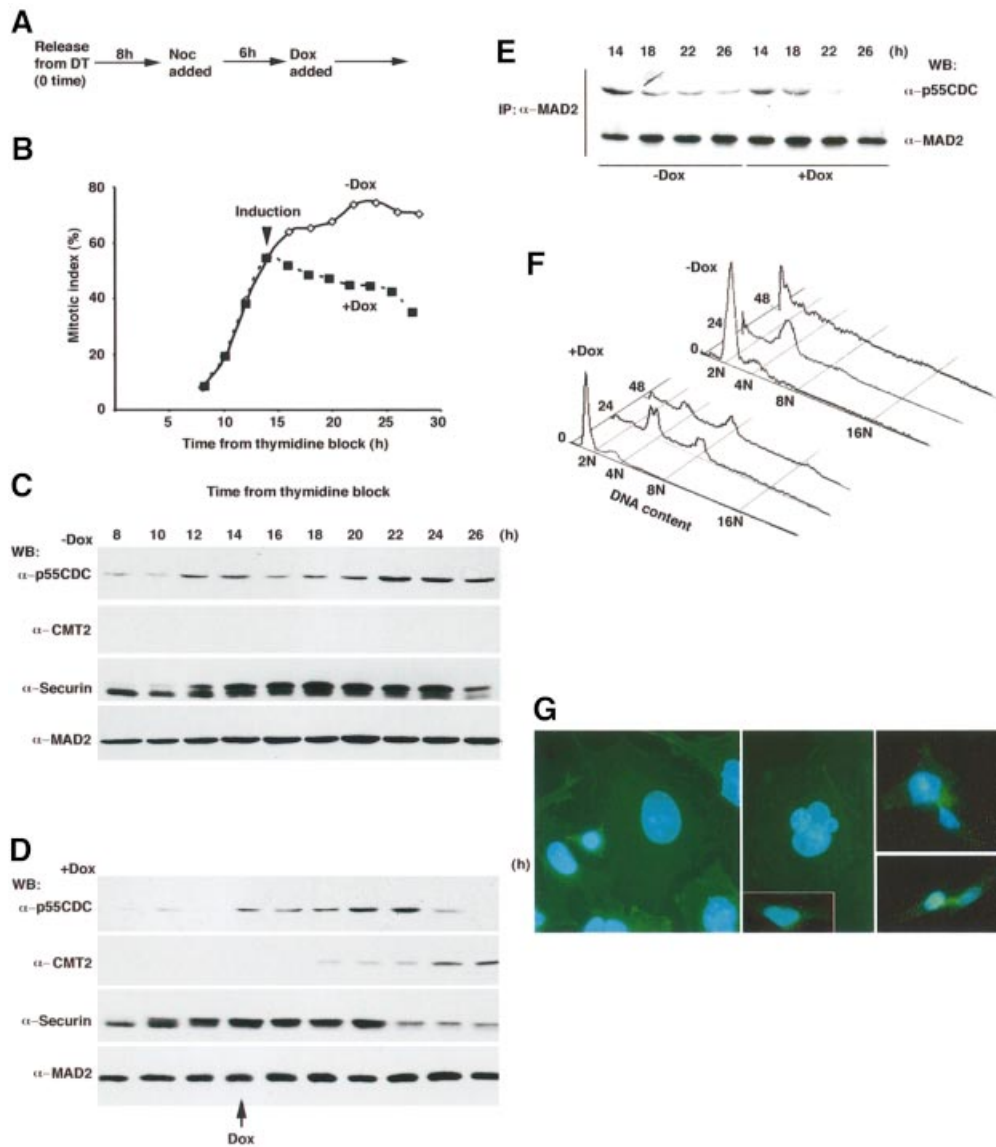 A
Release
from DT
(0 time)
8h
Noc
added
6h
Dox
added
B
Mitotic index (%)
80
60
40
20
0
5
10
15
20
25
30
Time from thymidine block (h)
Induction
-Dox
+Dox
C
Time from thymidine block
-Dox
8 10 12 14 16 18 20 22 24 26 (h)
WB:
α-p55CDC
α-CMT2
α-Securin
α-MAD2
D
+Dox
(h)
WB:
α-p55CDC
α-CMT2
α-Securin
α-MAD2
Dox
E
14 18 22 26 14 18 22 26 (h)
WB:
IP: α-MAD2
α-p55CDC
α-MAD2
-Dox
+Dox
F
-Dox
48
24
0
2N
4N
8N
16N
+Dox
48
24
0
2N
4N
8N
16N
DNA content
G